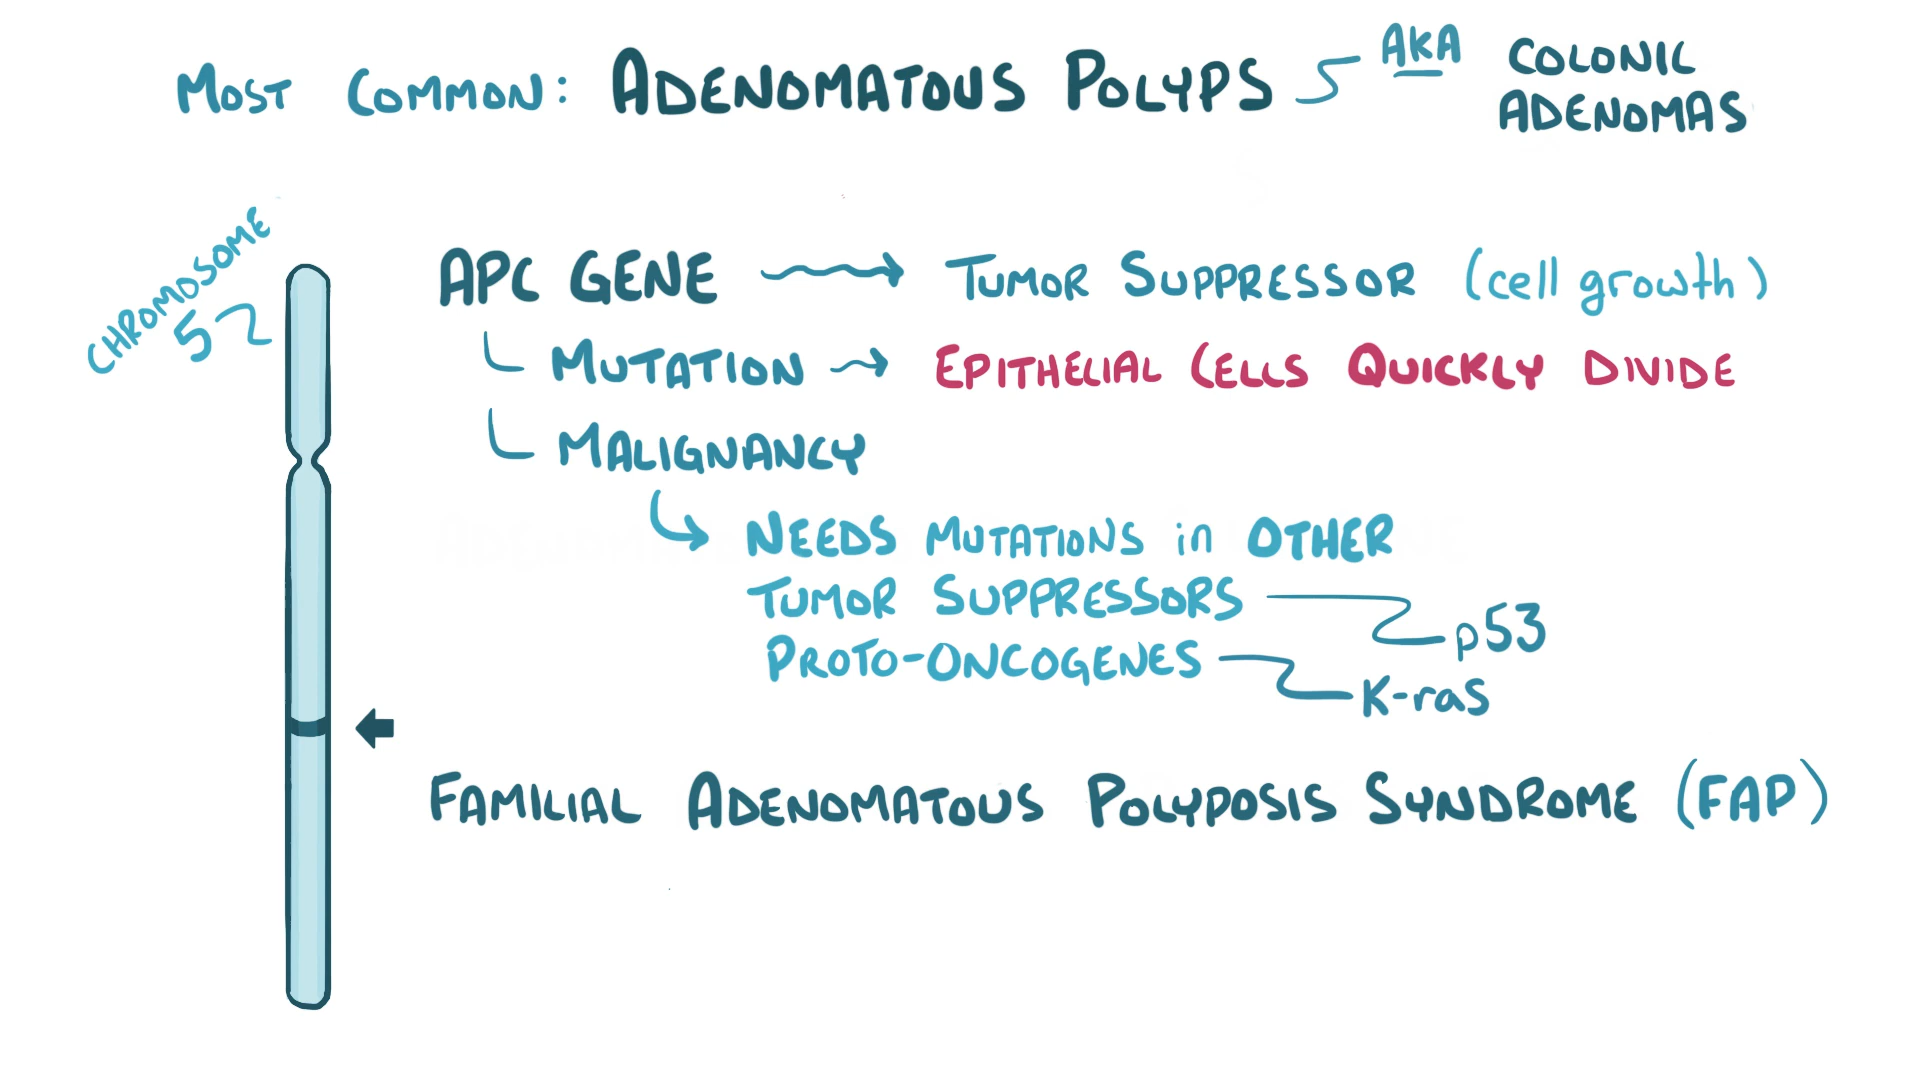 MOST COMMON: ADENOMATOUS POLYPS AKA COLONIC
ADENOMAS
CHROMOSOME
5
APC GENE TUMOR SUPPRESSOR (cell growth)
MUTATION EPITHELIAL CELLS QUICKLY DIVIDE
MALIGNANCY
NEEDS MUTATIONS in OTHER
TUMOR SUPPRESSORS
p53
PROTO-ONCOGENES
K-ras
FAMILIAL ADENOMATOUS POLYPOSIS SYNDROME (FAP)